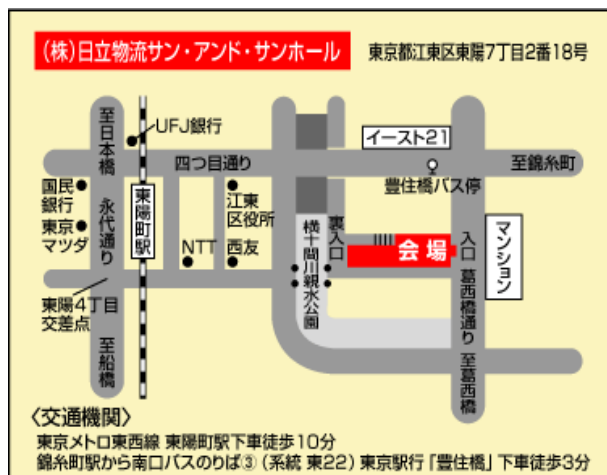 (株)日立物流サン・アンド・サンホール
東京都江東区東陽7丁目2番18号
至日本橋
UFJ銀行
イースト21
四つ目通り
至錦糸町
豊住橋バス停
国民
銀行
東京
マツダ
永代通り
東陽町駅
江東
区役所
NTT
西友
横十間川親水公園
裏入口
会場
入口
マンション
葛西橋通り
東陽4丁目
交差点
至船橋
至葛西橋
〈交通機関〉
東京メトロ東西線 東陽町駅下車徒歩10分
錦糸町駅から南口バスのりば③(系統 東22) 東京駅行「豊住橋」下車徒歩3分